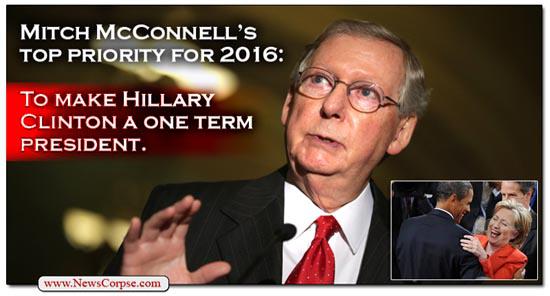 Mitch McConnell's
top priority for 2016:
To make Hillary
Clinton a one term
president.
www.NewsCorpse.com